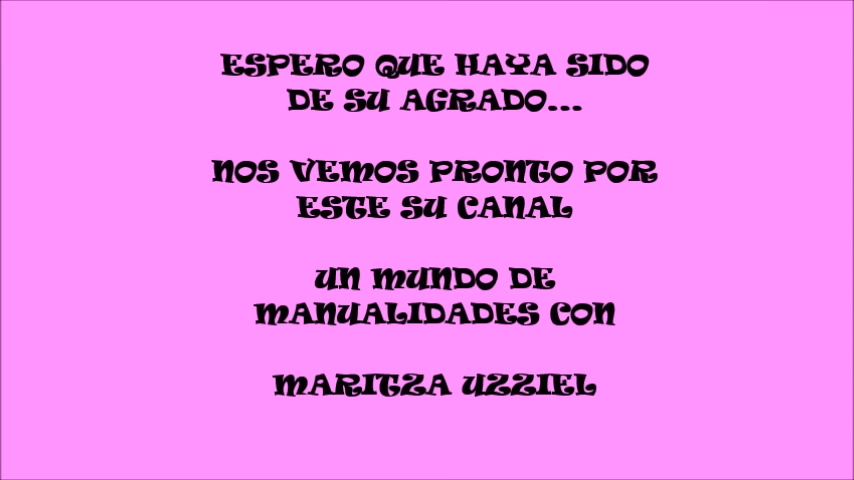 ESPERO QUE HAYA SIDO
DE SU AGRADO...
NOS VEMOS PRONTO POR
ESTE SU CANAL
UN MUNDO DE
MANUALIDADES CON
MARITZA UZZIEL